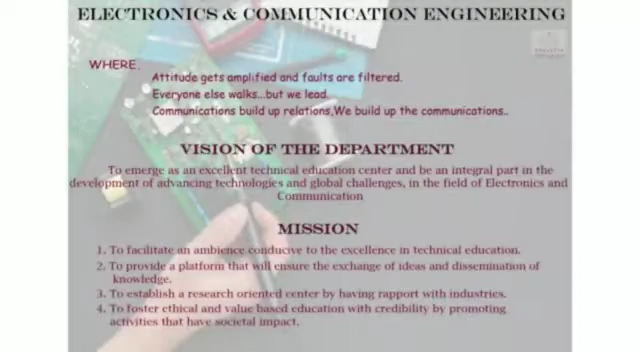 ELECTRONICS & COMMUNICATION ENGINEERING
WHERE,
Attitude gets amplified and faults are filtered.
Everyone else walks...but we lead.
Communications build up relations,We build up the communications..
VISION OF THE DEPARTMENT
To emerge as an excellent technical education center and be an integral part in the
development of advancing technologies and global challenges, in the field of Electronics and
Communication
MISSION
1. To facilitate an ambience conducive to the excellence in technical education.
2. To provide a platform that will ensure the exchange of ideas and dissemination of
knowledge.
3. To establish a research oriented center by having rapport with industries.
4. To foster ethical and value based education with credibility by promoting
activities that have societal impact.